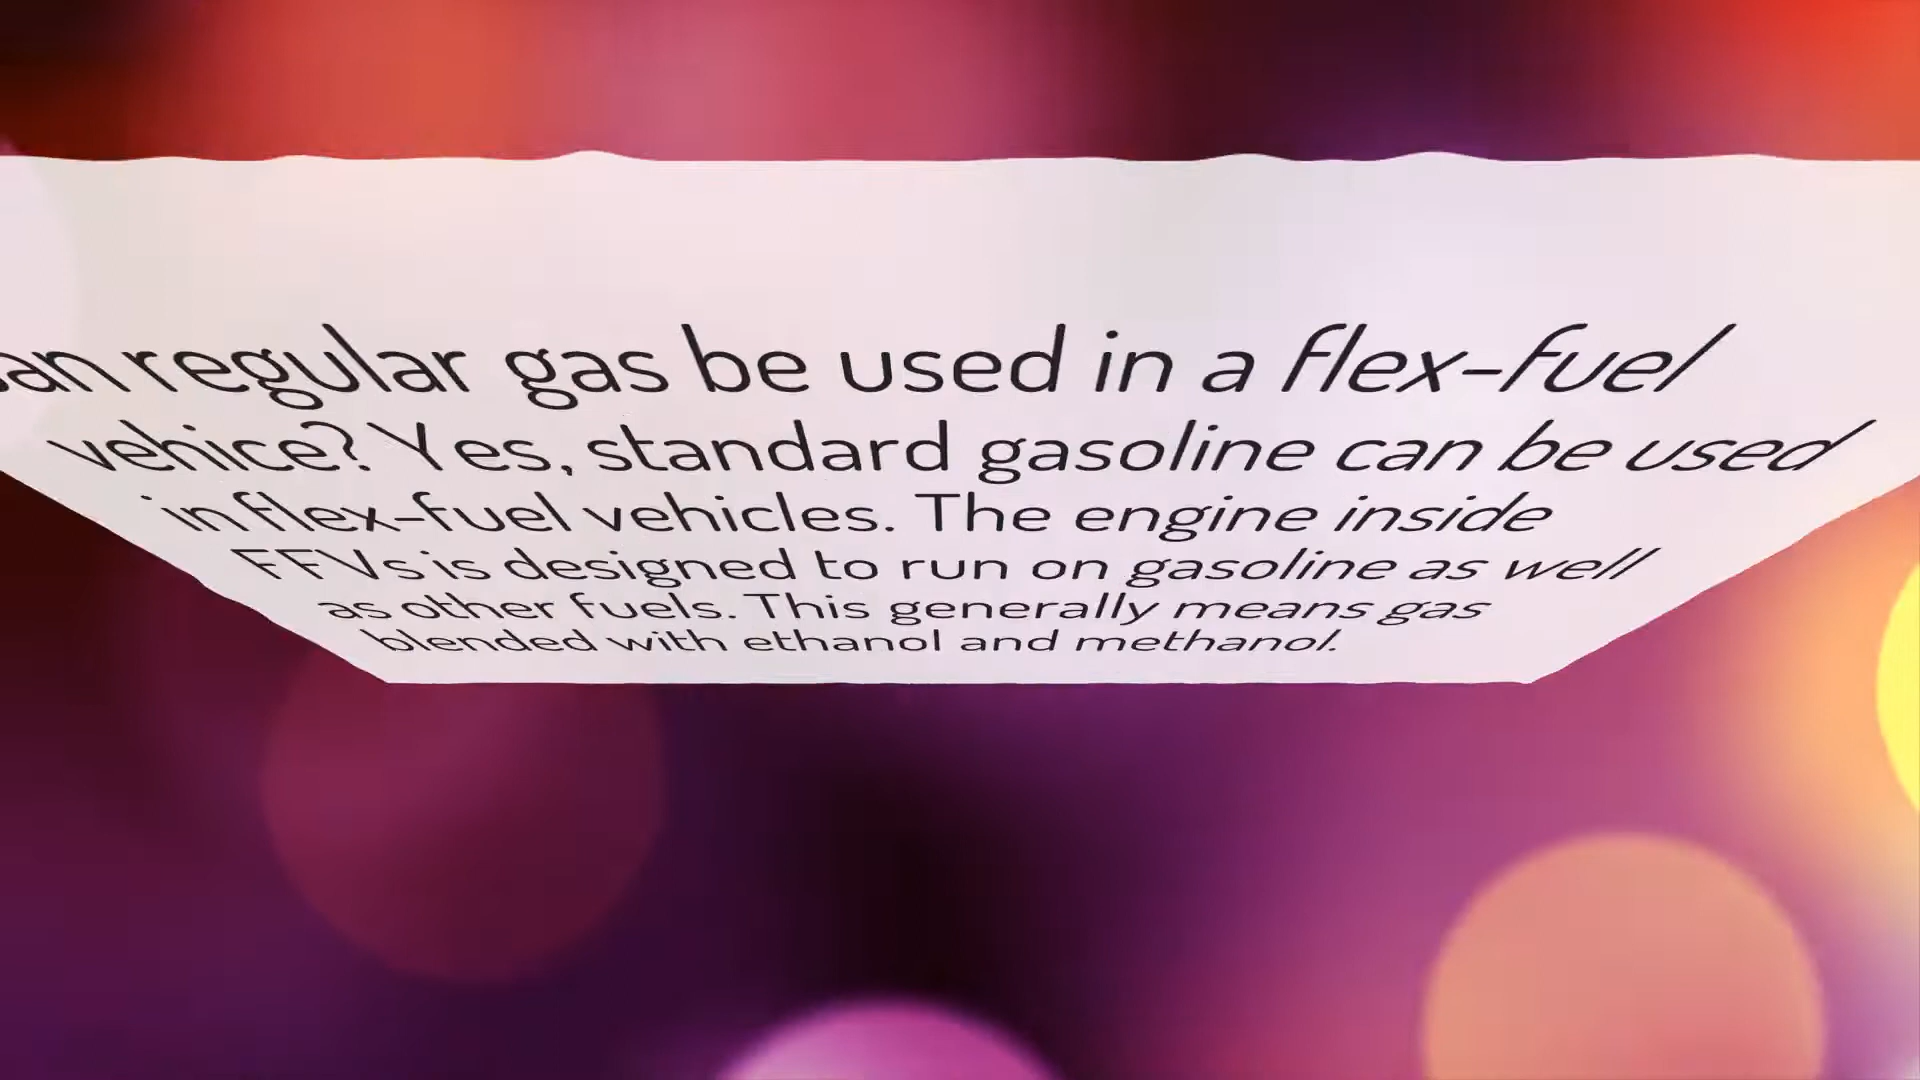 an regular gas be used in a flex-fuel
vehice? Yes, standard gasoline can be used
in flex-fuel vehicles. The engine inside
FFVs is designed to run on gasoline as well
as other fuels. This generally means gas
blended with ethanol and methanol.